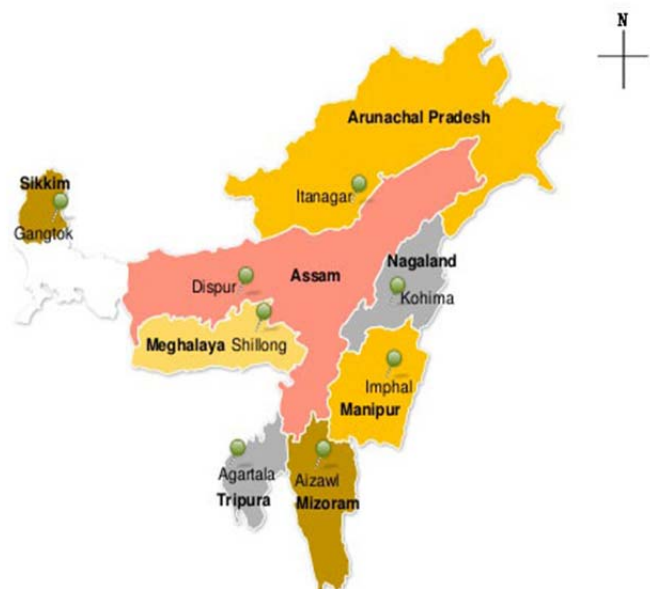 N
Arunachal Pradesh
Sikkim
Itanagar
Gangtok
Nagaland
Assam
Dispur
Kohima
Meghalaya Shillong
Imphal
Manipur
Agartala
Aizawl
Tripura
Mizoram